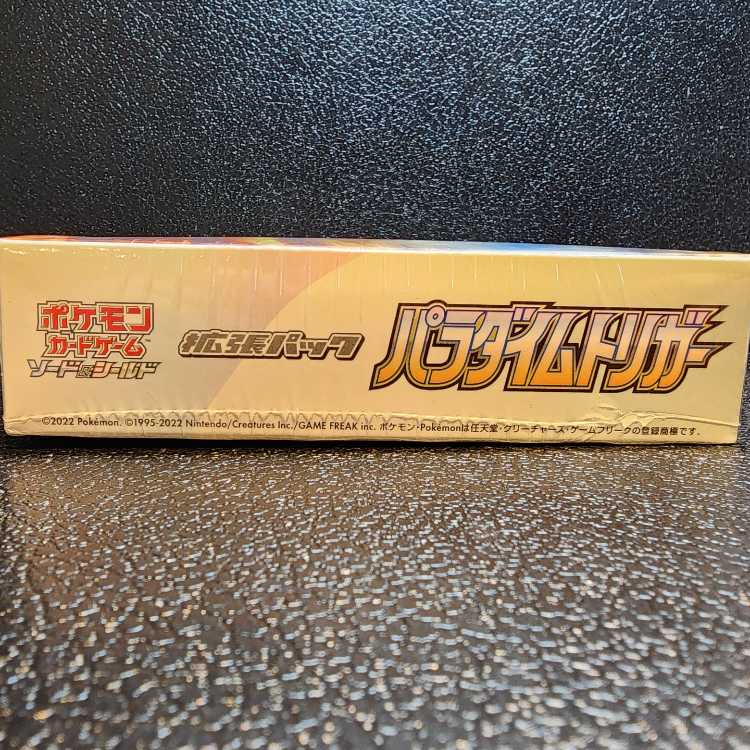 ポケモン
カードゲーム
ソード&シールド
拡張パック
パラダイムトリガー
©2022 Pokémon. ©1995-2022 Nintendo/Creatures Inc./GAME FREAK inc. ポケモン・Pokémonは任天堂・クリーチャーズ・ゲームフリークの登録商標です。